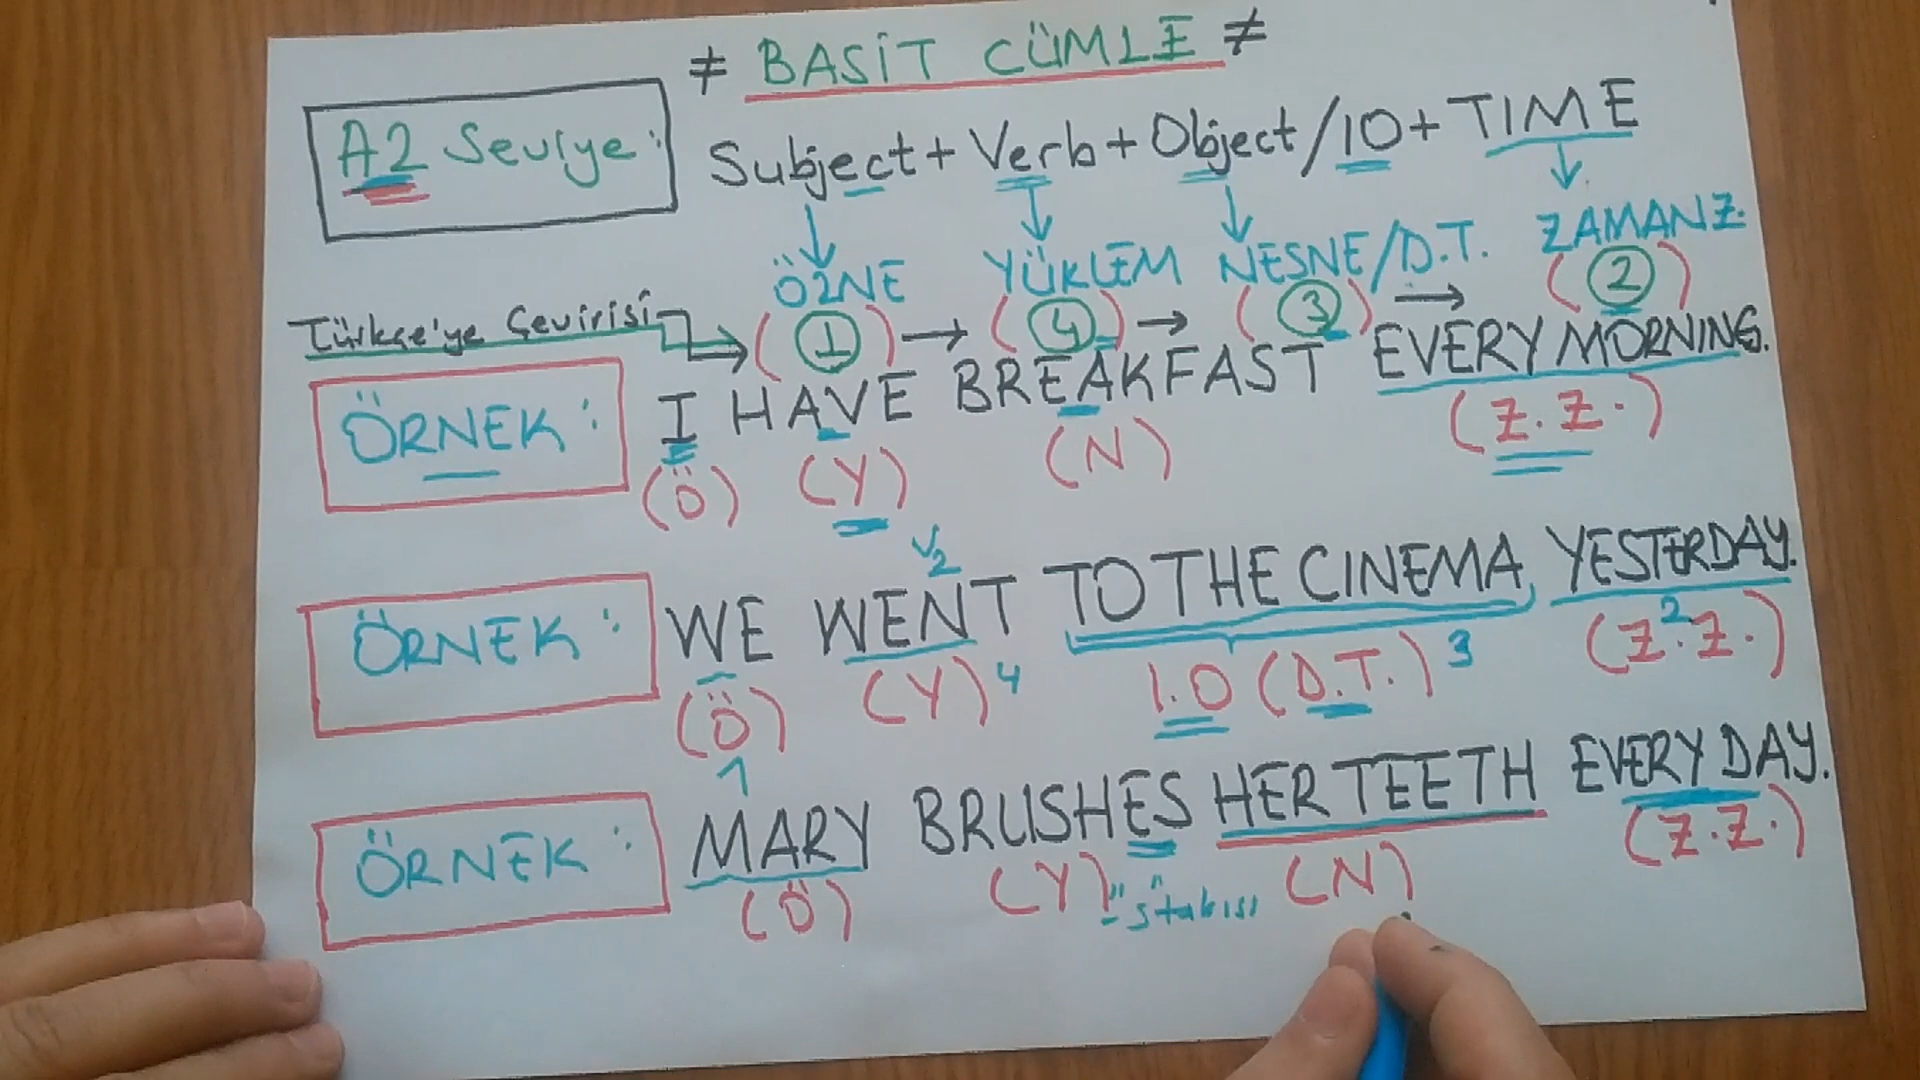 ≠ BASİT CÜMLE ≠
A2 Seviye: Subject + Verb + Object / IO + TIME
ÖZNE YÜKLEM NESNE/D.T. ZAMAN Z.
Türkçe'ye Çevirisi (1) → (4) → (3) → (2)
ÖRNEK: I HAVE BREAKFAST EVERY MORNING.
(Ö) (Y) (N) (Z.Z.)
V2
ÖRNEK: WE WENT TO THE CINEMA YESTERDAY.
(Ö) (Y) 4 I.O (D.T.) 3 (Z.Z.) 2
1
ÖRNEK: MARY BRUSHES HER TEETH EVERY DAY.
(Ö) (Y) "s" takısı (N) (Z.Z.)